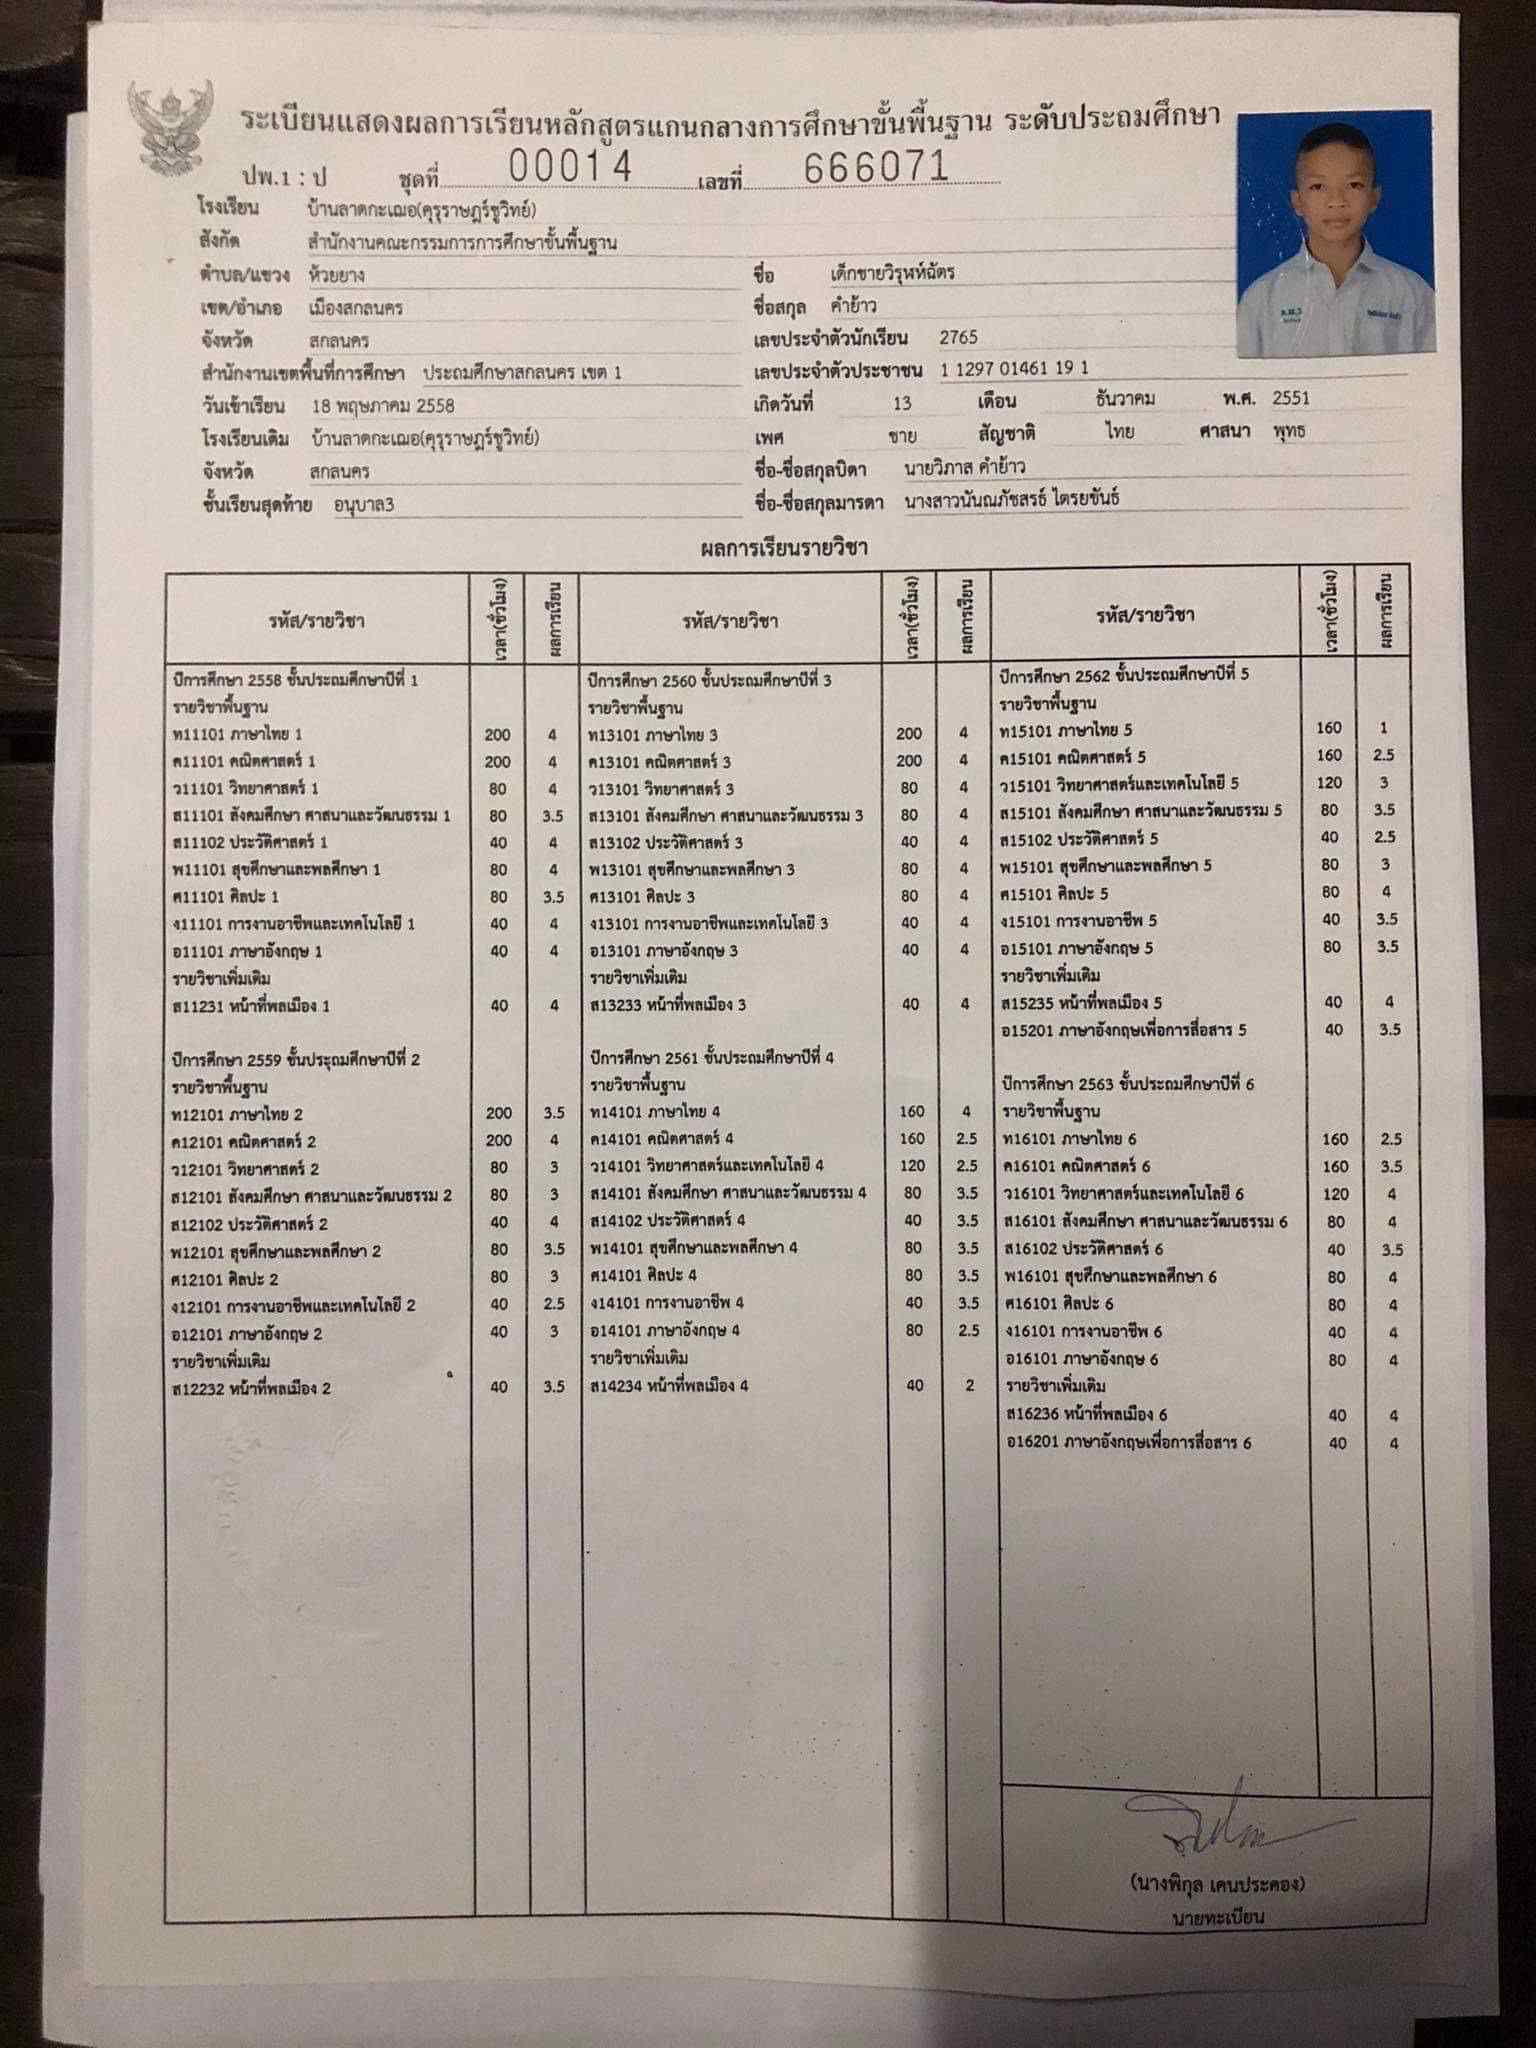 ระเบียนแสดงผลการเรียนหลักสูตรแกนกลางการศึกษาขั้นพื้นฐาน ระดับประถมศึกษา
ปพ.1 : ป ชุดที่ 00014 เลขที่ 666071
โรงเรียน บ้านลาดกะเฌอ(คุรุราษฎร์ชูวิทย์)
สังกัด สำนักงานคณะกรรมการการศึกษาขั้นพื้นฐาน
ตำบล/แขวง ห้วยยาง
เขต/อำเภอ เมืองสกลนคร
จังหวัด สกลนคร
สำนักงานเขตพื้นที่การศึกษา ประถมศึกษาสกลนคร เขต 1
วันเข้าเรียน 18 พฤษภาคม 2558
โรงเรียนเดิม บ้านลาดกะเฌอ(คุรุราษฎร์ชูวิทย์)
จังหวัด สกลนคร
ชั้นเรียนสุดท้าย อนุบาล3
ชื่อ เด็กชายวิรุฬห์ฉัตร
ชื่อสกุล คำย้าว
เลขประจำตัวนักเรียน 2765
เลขประจำตัวประชาชน 1 1297 01461 19 1
เกิดวันที่ 13 เดือน ธันวาคม พ.ศ. 2551
เพศ ชาย สัญชาติ ไทย ศาสนา พุทธ
ชื่อ-ชื่อสกุลบิดา นายวิภาส คำย้าว
ชื่อ-ชื่อสกุลมารดา นางสาวนันณภัชสรธ์ ไตรยขันธ์
ผลการเรียนรายวิชา
รหัส/รายวิชา เวลา(ชั่วโมง) ผลการเรียน
ปีการศึกษา 2558 ชั้นประถมศึกษาปีที่ 1
รายวิชาพื้นฐาน
ท11101 ภาษาไทย 1 200 4
ค11101 คณิตศาสตร์ 1 200 4
ว11101 วิทยาศาสตร์ 1 80 4
ส11101 สังคมศึกษา ศาสนาและวัฒนธรรม 1 80 3.5
ส11102 ประวัติศาสตร์ 1 40 4
พ11101 สุขศึกษาและพลศึกษา 1 80 4
ศ11101 ศิลปะ 1 80 3.5
ง11101 การงานอาชีพและเทคโนโลยี 1 40 4
อ11101 ภาษาอังกฤษ 1 40 4
รายวิชาเพิ่มเติม
ส11231 หน้าที่พลเมือง 1 40 4
ปีการศึกษา 2559 ชั้นประถมศึกษาปีที่ 2
รายวิชาพื้นฐาน
ท12101 ภาษาไทย 2 200 3.5
ค12101 คณิตศาสตร์ 2 200 4
ว12101 วิทยาศาสตร์ 2 80 3
ส12101 สังคมศึกษา ศาสนาและวัฒนธรรม 2 80 3
ส12102 ประวัติศาสตร์ 2 40 4
พ12101 สุขศึกษาและพลศึกษา 2 80 3.5
ศ12101 ศิลปะ 2 80 3
ง12101 การงานอาชีพและเทคโนโลยี 2 40 2.5
อ12101 ภาษาอังกฤษ 2 40 3
รายวิชาเพิ่มเติม
ส12232 หน้าที่พลเมือง 2 40 3.5
รหัส/รายวิชา เวลา(ชั่วโมง) ผลการเรียน
ปีการศึกษา 2560 ชั้นประถมศึกษาปีที่ 3
รายวิชาพื้นฐาน
ท13101 ภาษาไทย 3 200 4
ค13101 คณิตศาสตร์ 3 200 4
ว13101 วิทยาศาสตร์ 3 80 4
ส13101 สังคมศึกษา ศาสนาและวัฒนธรรม 3 80 4
ส13102 ประวัติศาสตร์ 3 40 4
พ13101 สุขศึกษาและพลศึกษา 3 80 4
ศ13101 ศิลปะ 3 80 4
ง13101 การงานอาชีพและเทคโนโลยี 3 40 4
อ13101 ภาษาอังกฤษ 3 40 4
รายวิชาเพิ่มเติม
ส13233 หน้าที่พลเมือง 3 40 4
ปีการศึกษา 2561 ชั้นประถมศึกษาปีที่ 4
รายวิชาพื้นฐาน
ท14101 ภาษาไทย 4 160 4
ค14101 คณิตศาสตร์ 4 160 2.5
ว14101 วิทยาศาสตร์และเทคโนโลยี 4 120 2.5
ส14101 สังคมศึกษา ศาสนาและวัฒนธรรม 4 80 3.5
ส14102 ประวัติศาสตร์ 4 40 3.5
พ14101 สุขศึกษาและพลศึกษา 4 80 3.5
ศ14101 ศิลปะ 4 80 3.5
ง14101 การงานอาชีพ 4 40 3.5
อ14101 ภาษาอังกฤษ 4 80 2.5
รายวิชาเพิ่มเติม
ส14234 หน้าที่พลเมือง 4 40 2
รหัส/รายวิชา เวลา(ชั่วโมง) ผลการเรียน
ปีการศึกษา 2562 ชั้นประถมศึกษาปีที่ 5
รายวิชาพื้นฐาน
ท15101 ภาษาไทย 5 160 1
ค15101 คณิตศาสตร์ 5 160 2.5
ว15101 วิทยาศาสตร์และเทคโนโลยี 5 120 3
ส15101 สังคมศึกษา ศาสนาและวัฒนธรรม 5 80 3.5
ส15102 ประวัติศาสตร์ 5 40 2.5
พ15101 สุขศึกษาและพลศึกษา 5 80 3
ศ15101 ศิลปะ 5 80 4
ง15101 การงานอาชีพ 5 40 3.5
อ15101 ภาษาอังกฤษ 5 80 3.5
รายวิชาเพิ่มเติม
ส15235 หน้าที่พลเมือง 5 40 4
อ15201 ภาษาอังกฤษเพื่อการสื่อสาร 5 40 3.5
ปีการศึกษา 2563 ชั้นประถมศึกษาปีที่ 6
รายวิชาพื้นฐาน
ท16101 ภาษาไทย 6 160 2.5
ค16101 คณิตศาสตร์ 6 160 3.5
ว16101 วิทยาศาสตร์และเทคโนโลยี 6 120 4
ส16101 สังคมศึกษา ศาสนาและวัฒนธรรม 6 80 4
ส16102 ประวัติศาสตร์ 6 40 3.5
พ16101 สุขศึกษาและพลศึกษา 6 80 4
ศ16101 ศิลปะ 6 80 4
ง16101 การงานอาชีพ 6 40 4
อ16101 ภาษาอังกฤษ 6 80 4
รายวิชาเพิ่มเติม
ส16236 หน้าที่พลเมือง 6 40 4
อ16201 ภาษาอังกฤษเพื่อการสื่อสาร 6 40 4
(นางพิกุล เคนประคอง)
นายทะเบียน